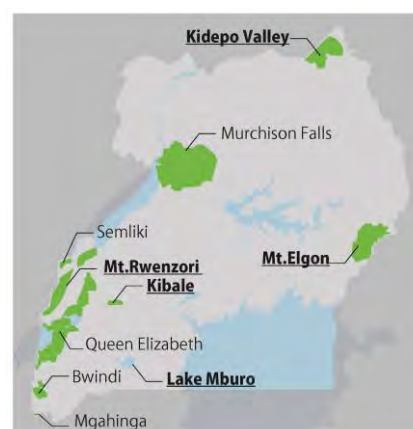 Kidepo Valley
Murchison Falls
Semliki
Mt.Rwenzori
Mt.Elgon
Kibale
Queen Elizabeth
Bwindi
Lake Mburo
Mgahinga